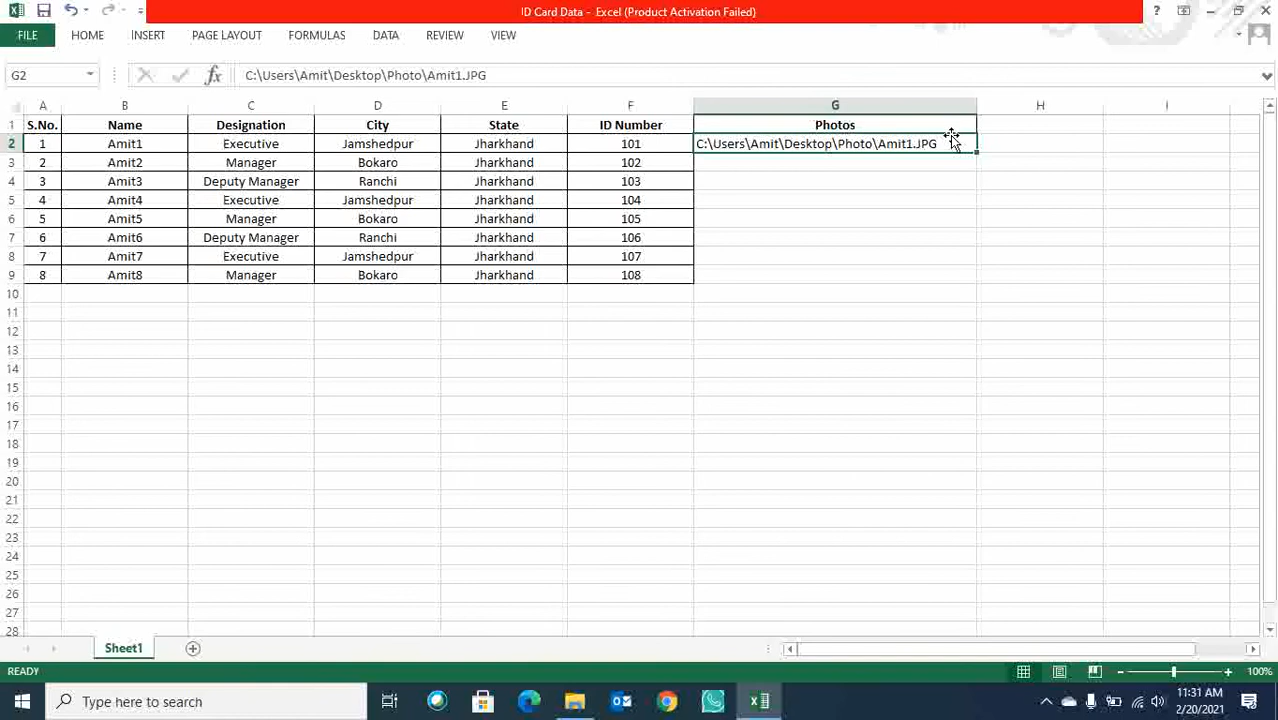 ID Card Data - Excel (Product Activation Failed)
FILE HOME INSERT PAGE LAYOUT FORMULAS DATA REVIEW VIEW
G2 fx C:\Users\Amit\Desktop\Photo\Amit1.JPG
A B C D E F G H I
1 S.No. Name Designation City State ID Number Photos
2 1 Amit1 Executive Jamshedpur Jharkhand 101 C:\Users\Amit\Desktop\Photo\Amit1.JPG
3 2 Amit2 Manager Bokaro Jharkhand 102
4 3 Amit3 Deputy Manager Ranchi Jharkhand 103
5 4 Amit4 Executive Jamshedpur Jharkhand 104
6 5 Amit5 Manager Bokaro Jharkhand 105
7 6 Amit6 Deputy Manager Ranchi Jharkhand 106
8 7 Amit7 Executive Jamshedpur Jharkhand 107
9 8 Amit8 Manager Bokaro Jharkhand 108
10
11
12
13
14
15
16
17
18
19
20
21
22
23
24
25
26
27
28
Sheet1
READY 100%
Type here to search 11:31 AM
2/20/2021